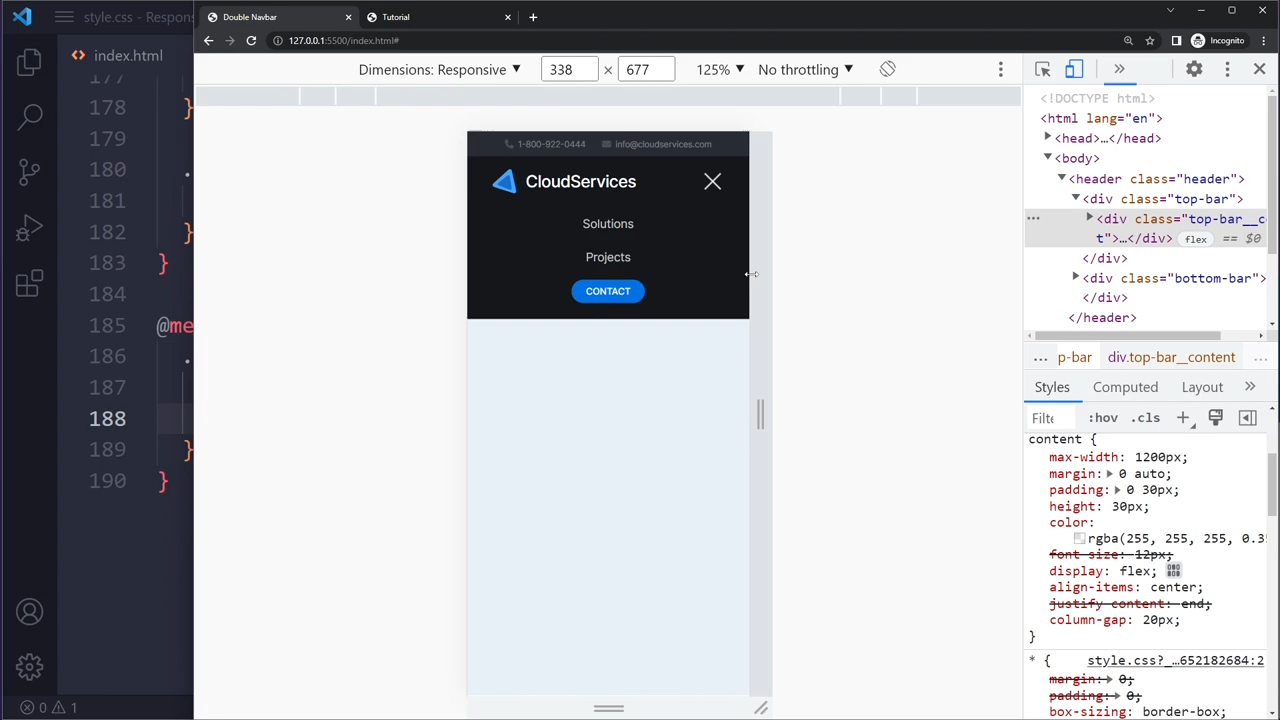 style.css - Respons
Double Navbar
Tutorial
127.0.0.1:5500/index.html#
Incognito
index.html
Dimensions: Responsive
338 × 677
125%
No throttling
177
178 }
179
180 .
181
182 }
183 }
184
185 @me
186 .
187
188
189 }
190 }
1-800-922-0444
info@cloudservices.com
CloudServices
Solutions
Projects
CONTACT
<!DOCTYPE html>
<html lang="en">
<head>…</head>
<body>
<header class="header">
<div class="top-bar">
<div class="top-bar__c
t">…</div> flex == $0
</div>
<div class="bottom-bar"
</div>
</header>
... p-bar div.top-bar__content ...
Styles Computed Layout
Filte :hov .cls
content {
max-width: 1200px;
margin: 0 auto;
padding: 0 30px;
height: 30px;
color:
rgba(255, 255, 255, 0.3
font-size: 12px;
display: flex;
align-items: center;
justify-content: end;
column-gap: 20px;
}
* { style.css?_…652182684:2
margin: 0;
padding: 0;
box-sizing: border-box;
0 1